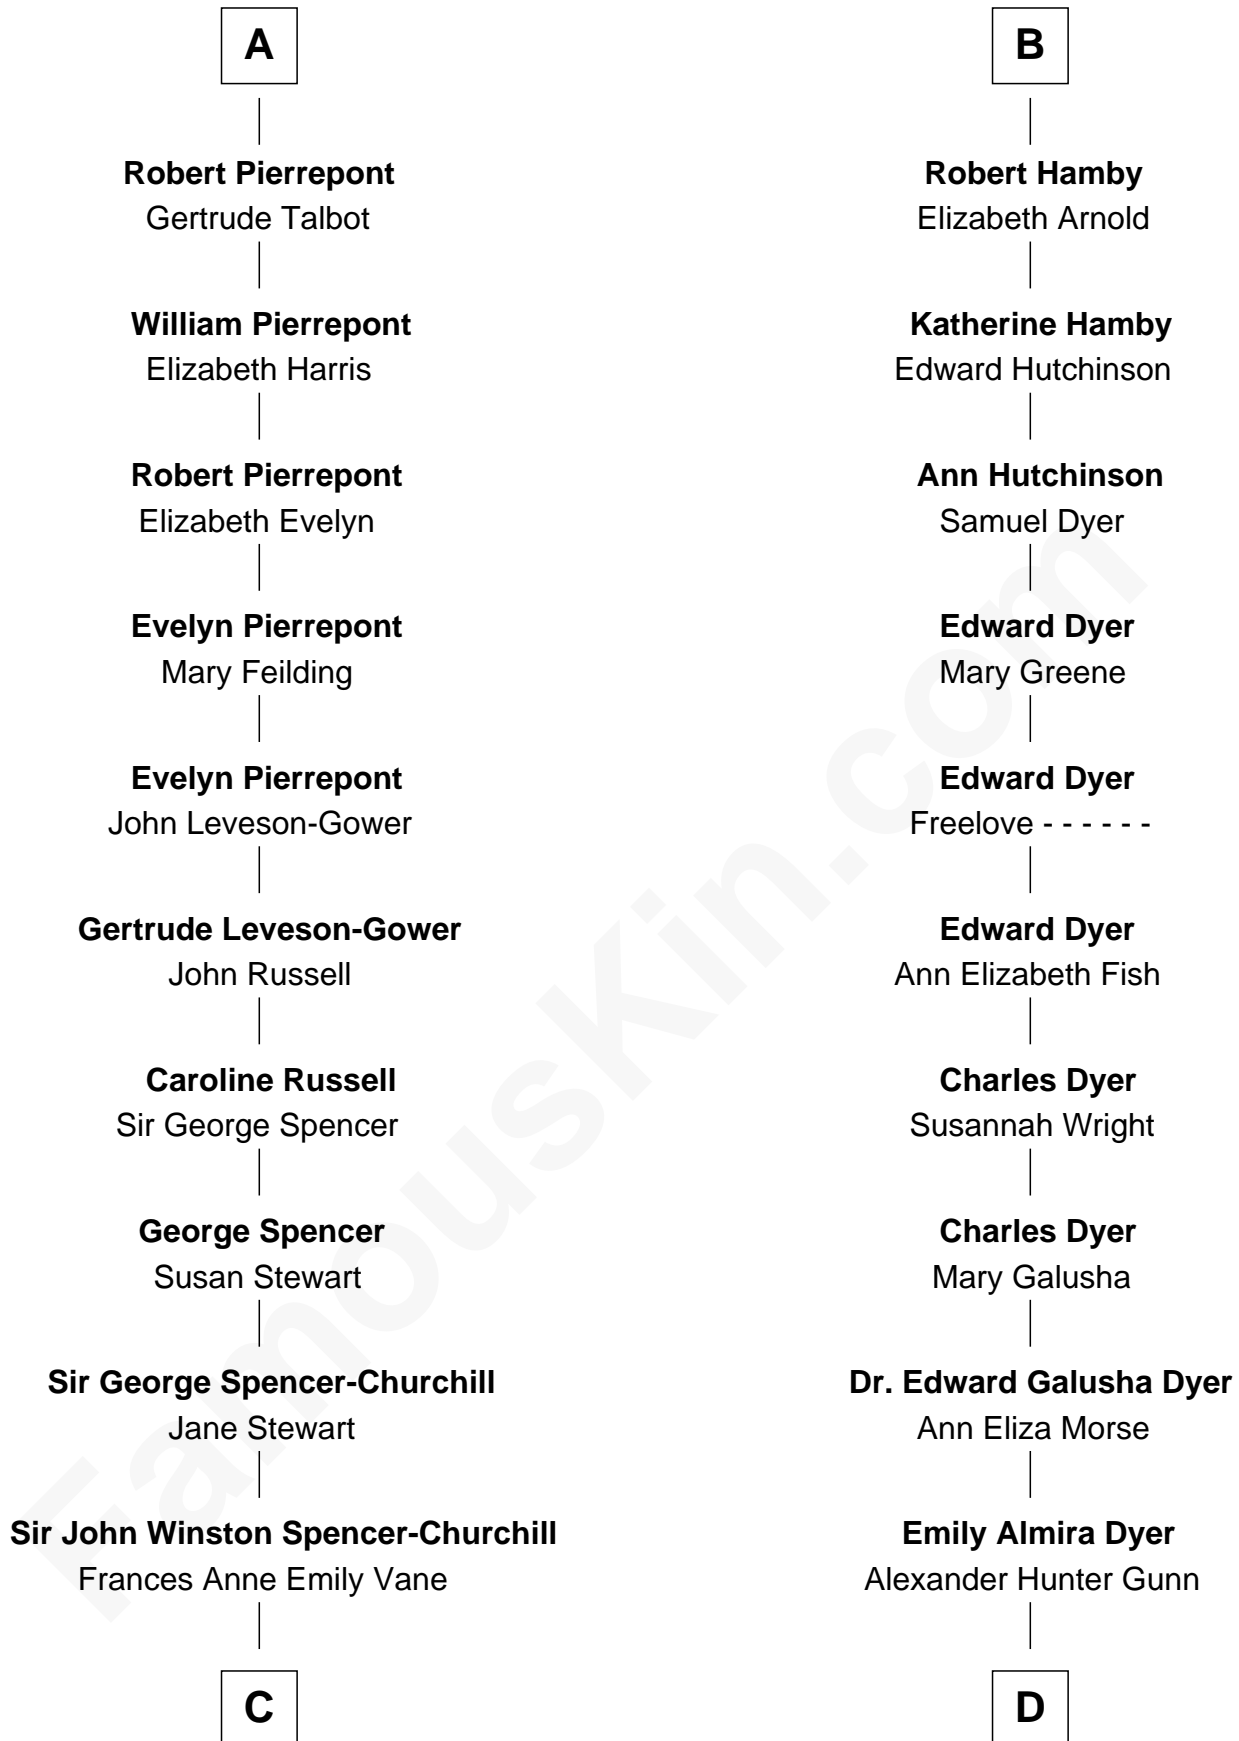 A
Robert Pierrepont
Gertrude Talbot
William Pierrepont
Elizabeth Harris
Robert Pierrepont
Elizabeth Evelyn
Evelyn Pierrepont
Mary Feilding
Evelyn Pierrepont
John Leveson-Gower
Gertrude Leveson-Gower
John Russell
Caroline Russell
Sir George Spencer
George Spencer
Susan Stewart
Sir George Spencer-Churchill
Jane Stewart
Sir John Winston Spencer-Churchill
Frances Anne Emily Vane
C
B
Robert Hamby
Elizabeth Arnold
Katherine Hamby
Edward Hutchinson
Ann Hutchinson
Samuel Dyer
Edward Dyer
Mary Greene
Edward Dyer
Freelove - - - - - -
Edward Dyer
Ann Elizabeth Fish
Charles Dyer
Susannah Wright
Charles Dyer
Mary Galusha
Dr. Edward Galusha Dyer
Ann Eliza Morse
Emily Almira Dyer
Alexander Hunter Gunn
D
FamousKin.com